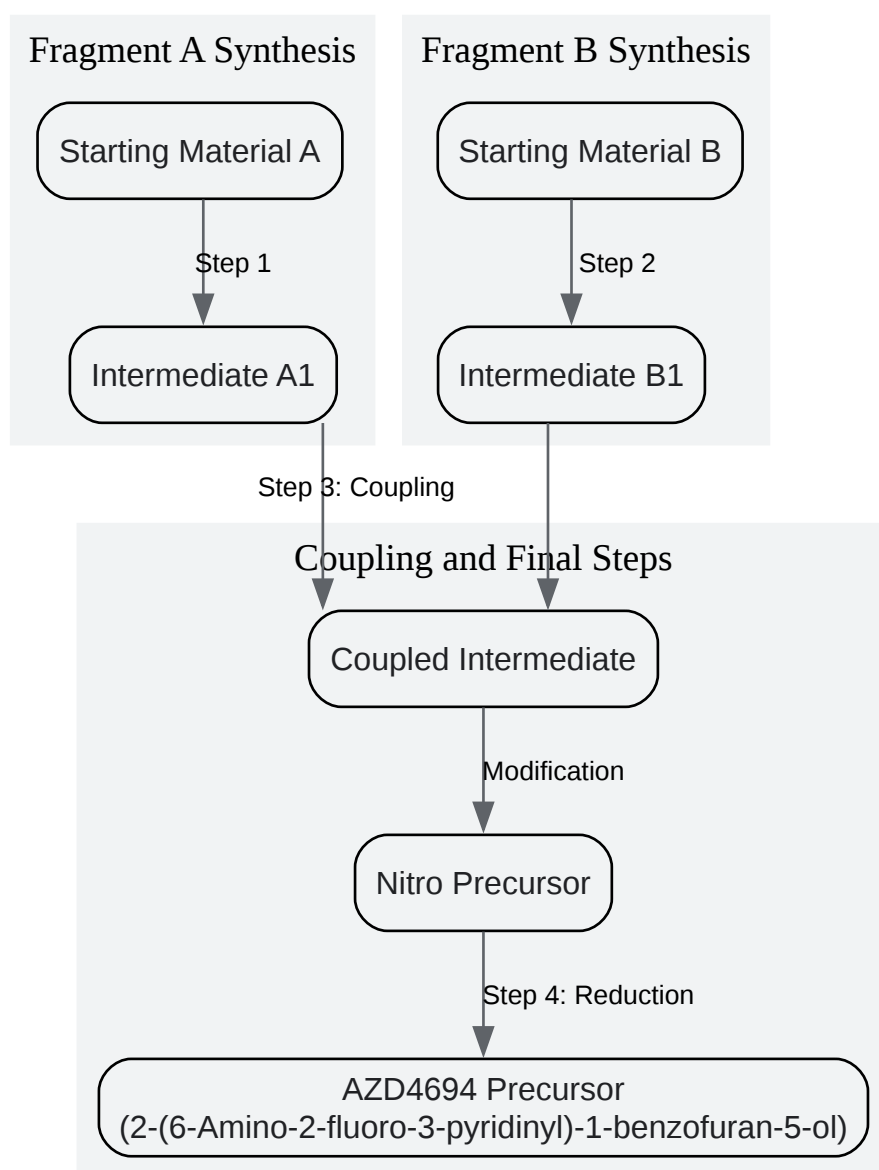 Fragment A Synthesis
Fragment B Synthesis
Starting Material A
Starting Material B
Step 1
Step 2
Intermediate A1
Intermediate B1
Step 3: Coupling
Coupling and Final Steps
Coupled Intermediate
Modification
Nitro Precursor
Step 4: Reduction
AZD4694 Precursor
(2-(6-Amino-2-fluoro-3-pyridinyl)-1-benzofuran-5-ol)